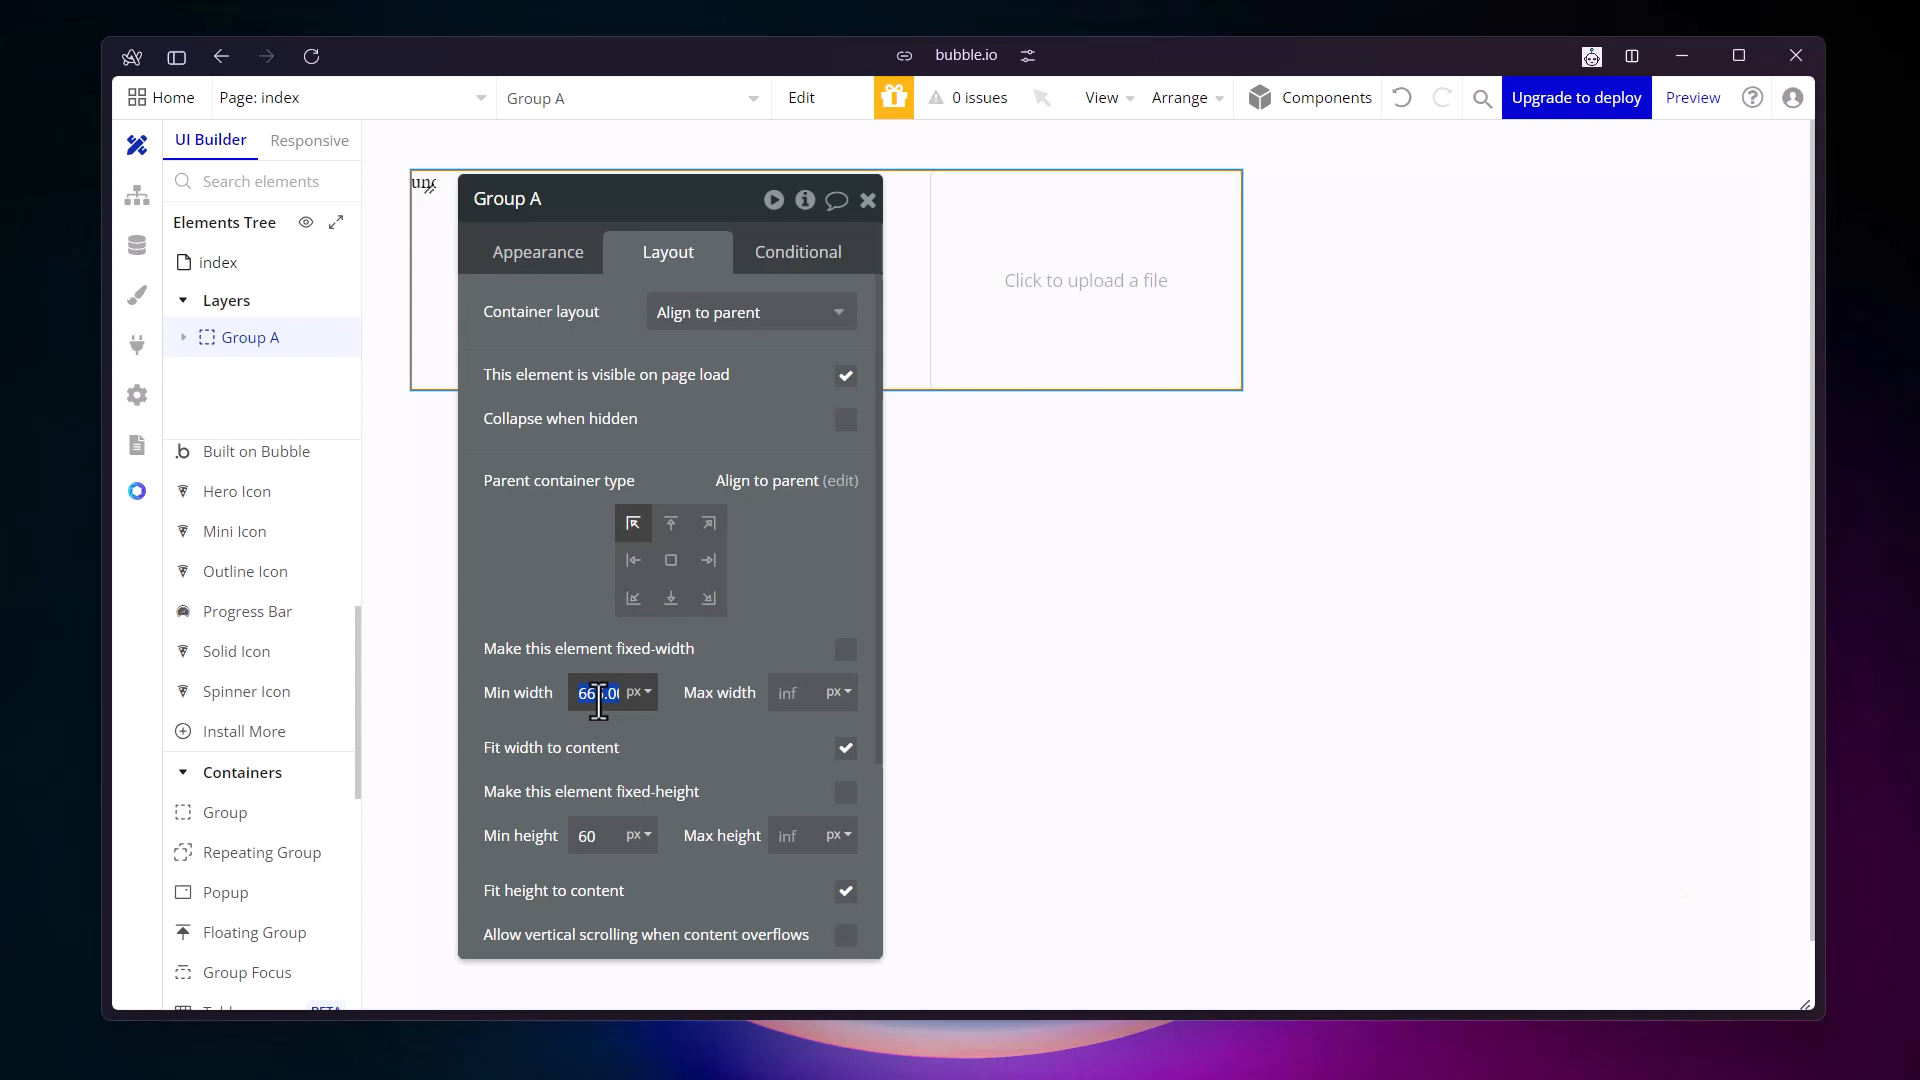 bubble.io
Home
Page: index
Group A
Edit
0 issues
View
Arrange
Components
Upgrade to deploy
Preview
UI Builder
Responsive
Search elements
Elements Tree
index
Layers
Group A
Built on Bubble
Hero Icon
Mini Icon
Outline Icon
Progress Bar
Solid Icon
Spinner Icon
Install More
Containers
Group
Repeating Group
Popup
Floating Group
Group Focus
Group A
Appearance
Layout
Conditional
Container layout
Align to parent
This element is visible on page load
Collapse when hidden
Parent container type
Align to parent (edit)
Make this element fixed-width
Min width
px
Max width
inf
px
Fit width to content
Make this element fixed-height
Min height
60
px
Max height
inf
px
Fit height to content
Allow vertical scrolling when content overflows
Click to upload a file